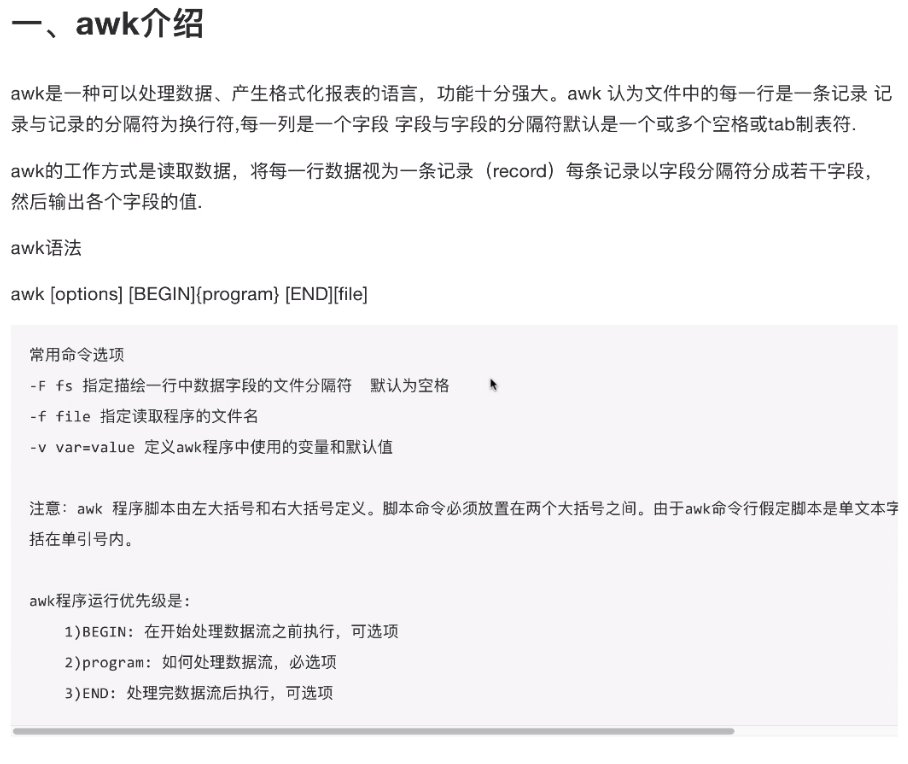 一、awk介绍
awk是一种可以处理数据、产生格式化报表的语言，功能十分强大。awk 认为文件中的每一行是一条记录 记
录与记录的分隔符为换行符,每一列是一个字段 字段与字段的分隔符默认是一个或多个空格或tab制表符.
awk的工作方式是读取数据，将每一行数据视为一条记录（record）每条记录以字段分隔符分成若干字段，
然后输出各个字段的值.
awk语法
awk [options] [BEGIN]{program} [END][file]
常用命令选项
-F fs 指定描绘一行中数据字段的文件分隔符  默认为空格
-f file 指定读取程序的文件名
-v var=value 定义awk程序中使用的变量和默认值
注意：awk 程序脚本由左大括号和右大括号定义。脚本命令必须放置在两个大括号之间。由于awk命令行假定脚本是单文本字
括在单引号内。
awk程序运行优先级是:
1)BEGIN: 在开始处理数据流之前执行，可选项
2)program: 如何处理数据流，必选项
3)END: 处理完数据流后执行，可选项